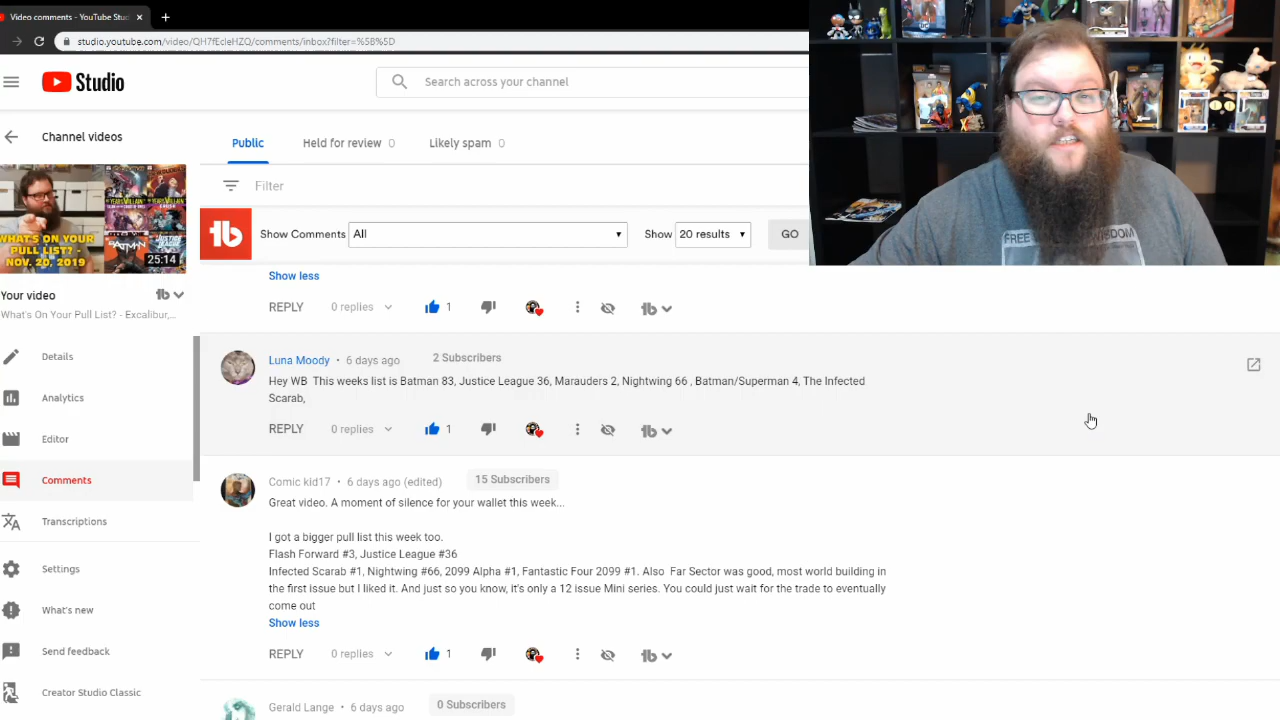 Video comments - YouTube Stu
studio.youtube.com/video/QH7fEcleHZQ/comments/inbox?filter=%5B%5D
Studio
Search across your channel
Channel videos
Public
Held for review 0
Likely spam 0
Filter
WHAT'S ON YOUR
PULL LIST? -
NOV. 20, 2019
BATMAN
25:14
tb
Show Comments All
Show 20 results
GO
Your video
tb
What's On Your Pull List? - Excalibur,...
Show less
REPLY 0 replies 1 tb
Luna Moody • 6 days ago 2 Subscribers
Hey WB This weeks list is Batman 83, Justice League 36, Marauders 2, Nightwing 66 , Batman/Superman 4, The Infected
Scarab,
REPLY 0 replies 1 tb
Details
Analytics
Editor
Comments
Transcriptions
Settings
What's new
Send feedback
Creator Studio Classic
Comic kid17 • 6 days ago (edited) 15 Subscribers
Great video. A moment of silence for your wallet this week...
I got a bigger pull list this week too.
Flash Forward #3, Justice League #36
Infected Scarab #1, Nightwing #66, 2099 Alpha #1, Fantastic Four 2099 #1. Also Far Sector was good, most world building in
the first issue but I liked it. And just so you know, it's only a 12 issue Mini series. You could just wait for the trade to eventually
come out
Show less
REPLY 0 replies 1 tb
Gerald Lange • 6 days ago 0 Subscribers
FREE